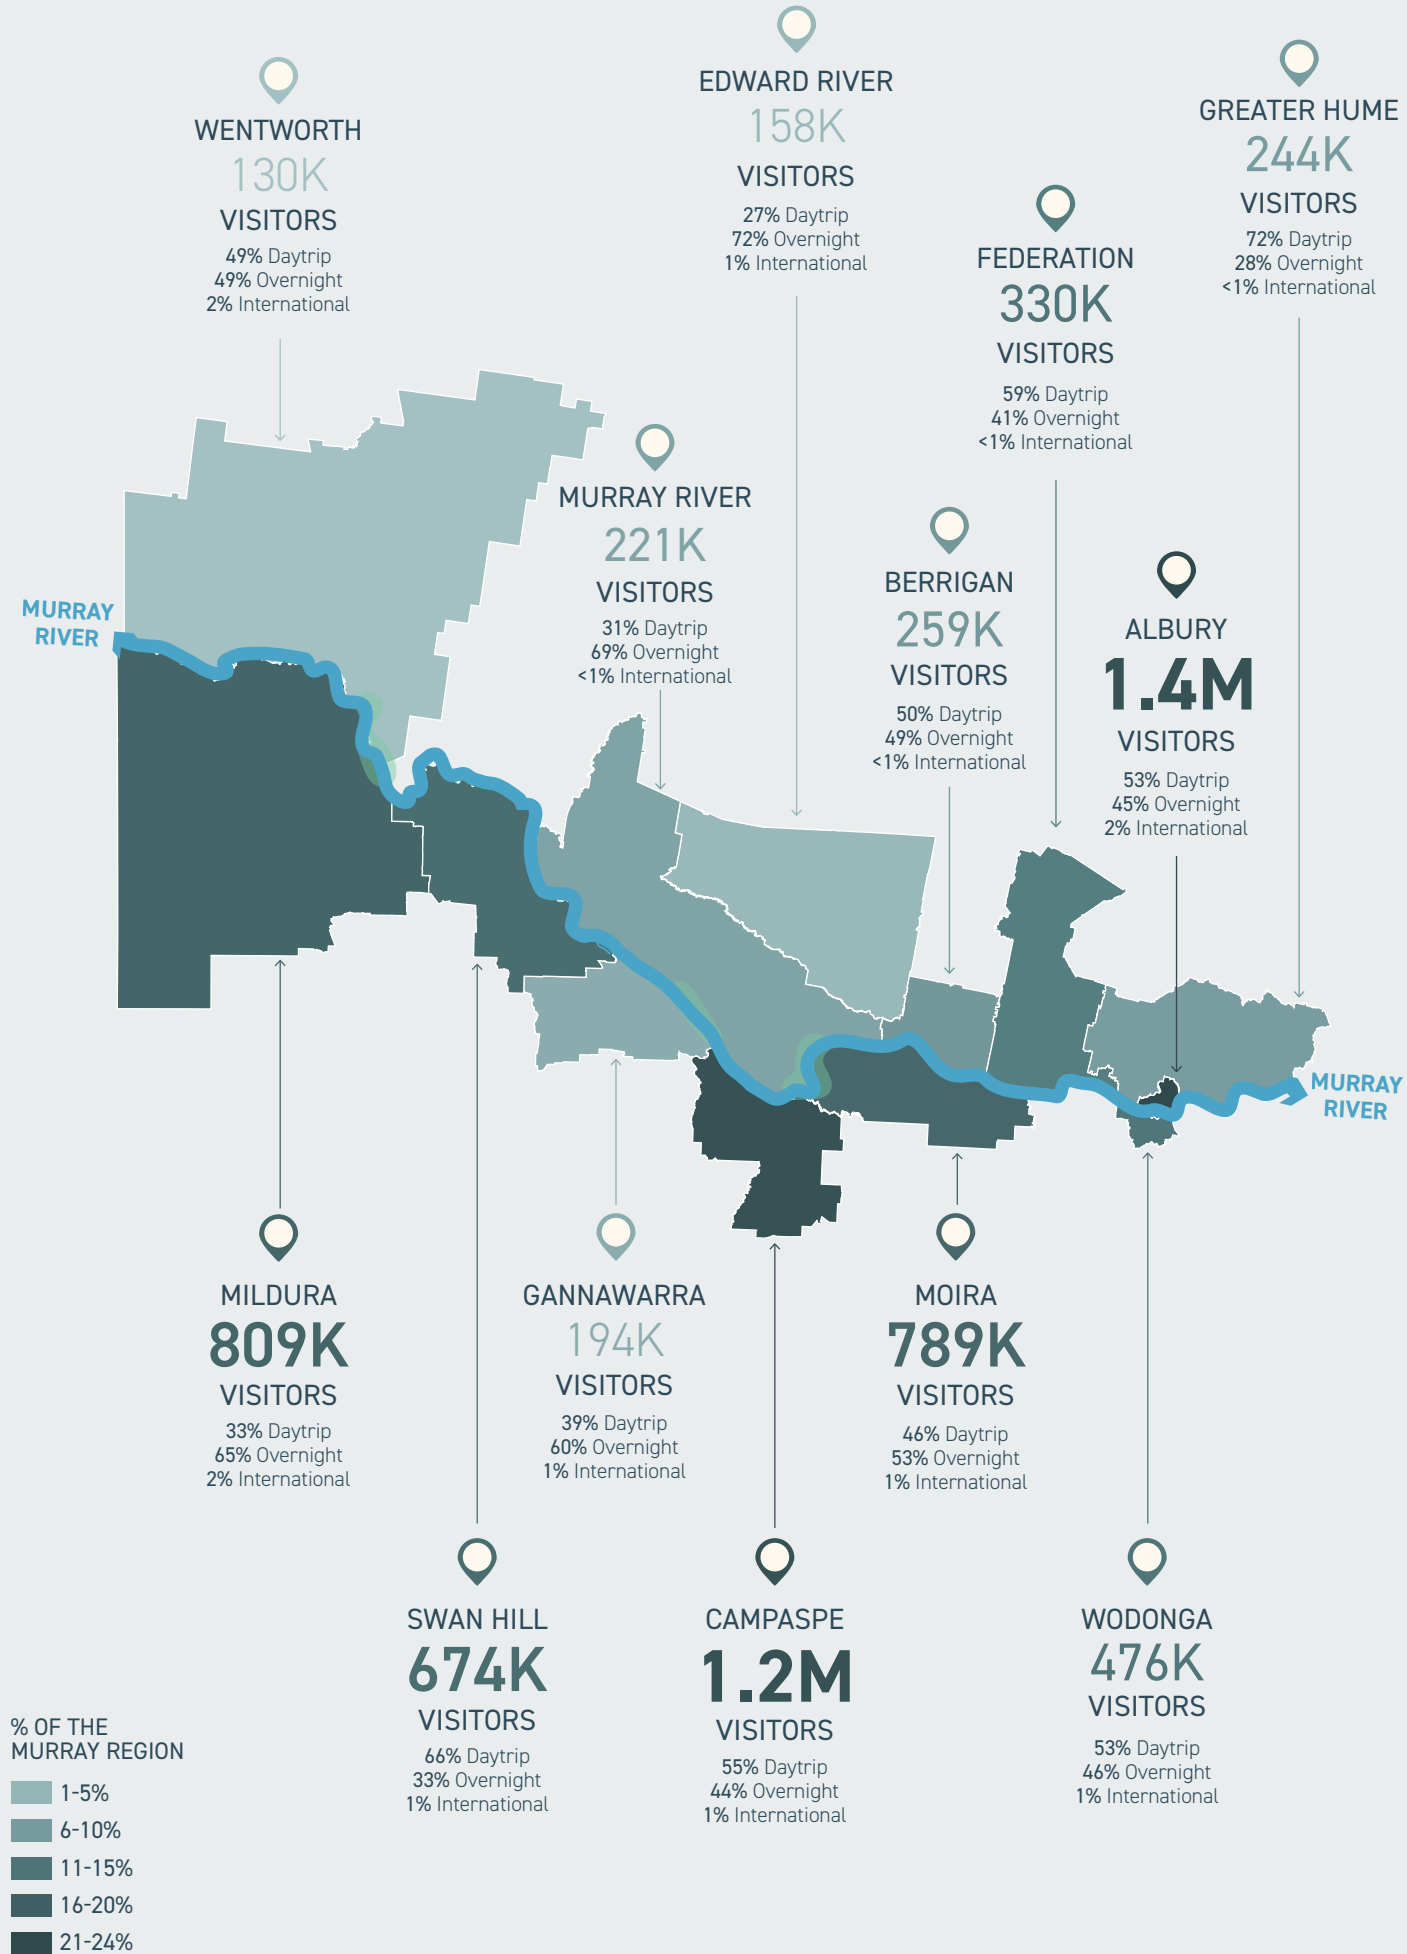 EDWARD RIVER
158K
VISITORS
27% Daytrip
72% Overnight
1% International
WENTWORTH
130K
VISITORS
49% Daytrip
49% Overnight
2% International
GREATER HUME
244K
VISITORS
72% Daytrip
28% Overnight
<1% International
FEDERATION
330K
VISITORS
59% Daytrip
41% Overnight
<1% International
MURRAY RIVER
221K
VISITORS
31% Daytrip
69% Overnight
<1% International
BERRIGAN
259K
VISITORS
50% Daytrip
49% Overnight
<1% International
ALBURY
1.4M
VISITORS
53% Daytrip
45% Overnight
2% International
MURRAY
RIVER
MURRAY
RIVER
MILDURA
809K
VISITORS
33% Daytrip
65% Overnight
2% International
GANNAWARRA
194K
VISITORS
39% Daytrip
60% Overnight
1% International
MOIRA
789K
VISITORS
46% Daytrip
53% Overnight
1% International
SWAN HILL
674K
VISITORS
66% Daytrip
33% Overnight
1% International
CAMPASPE
1.2M
VISITORS
55% Daytrip
44% Overnight
1% International
WODONGA
476K
VISITORS
53% Daytrip
46% Overnight
1% International
% OF THE
MURRAY REGION
1-5%
6-10%
11-15%
16-20%
21-24%